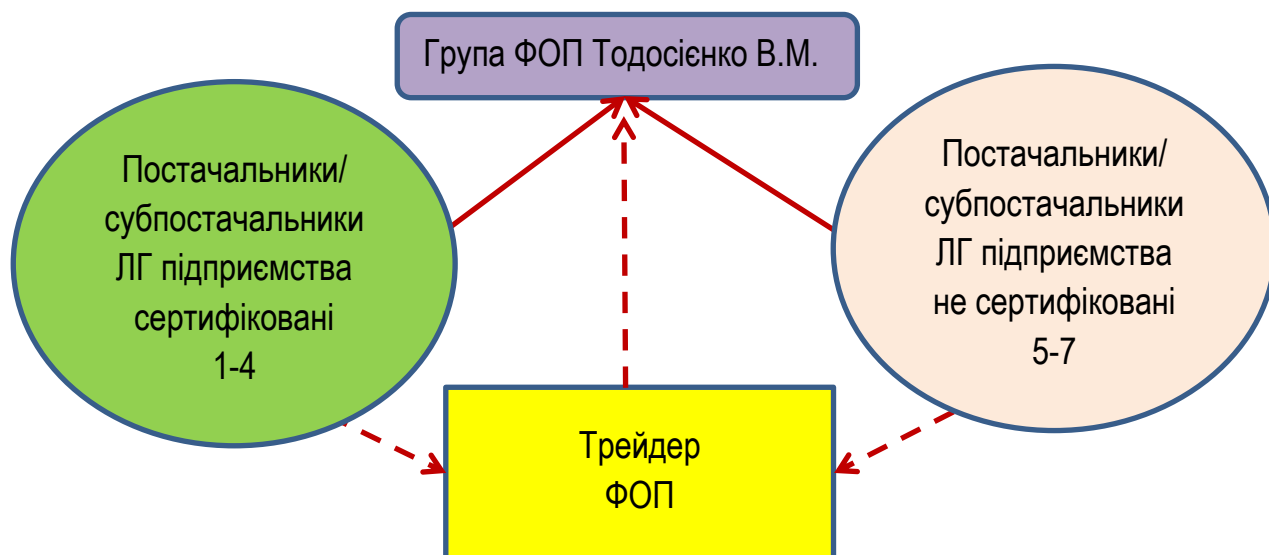 Група ФОП Тодосієнко В.М.
Постачальники/
субпостачальники
ЛГ підприємства
сертифіковані
1-4
Постачальники/
субпостачальники
ЛГ підприємства
не сертифіковані
5-7
Трейдер
ФОП